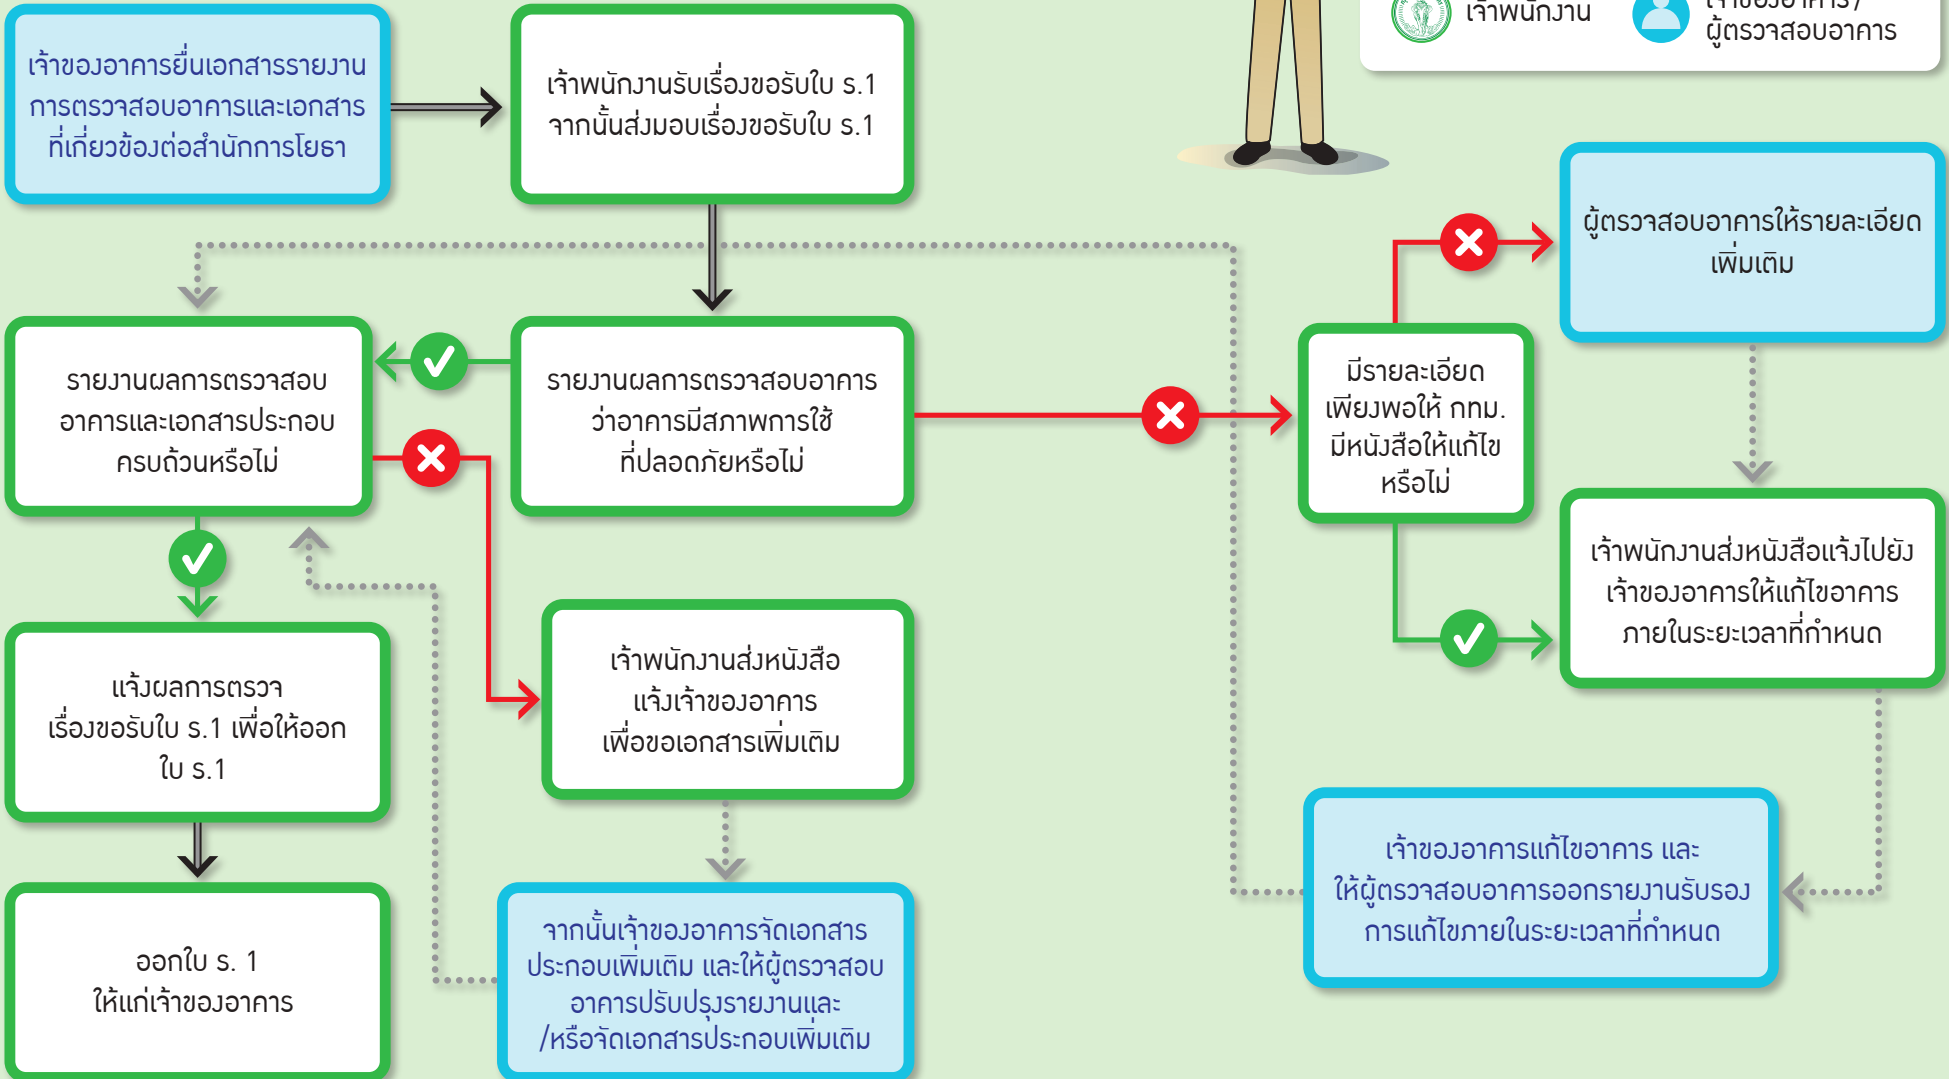 เจ้าพนักงาน
เจ้าของอาคาร/
ผู้ตรวจสอบอาคาร
เจ้าของอาคารยื่นเอกสารรายงาน
การตรวจสอบอาคารและเอกสาร
ที่เกี่ยวข้องต่อสำนักการโยธา
เจ้าพนักงานรับเรื่องขอรับใบ ร.1
จากนั้นส่งมอบเรื่องขอรับใบ ร.1
ผู้ตรวจสอบอาคารให้รายละเอียด
เพิ่มเติม
รายงานผลการตรวจสอบ
อาคารและเอกสารประกอบ
ครบถ้วนหรือไม่
รายงานผลการตรวจสอบอาคาร
ว่าอาคารมีสภาพการใช้
ที่ปลอดภัยหรือไม่
มีรายละเอียด
เพียงพอให้ กทม.
มีหนังสือให้แก้ไข
หรือไม่
เจ้าพนักงานส่งหนังสือแจ้งไปยัง
เจ้าของอาคารให้แก้ไขอาคาร
ภายในระยะเวลาที่กำหนด
แจ้งผลการตรวจ
เรื่องขอรับใบ ร.1 เพื่อให้ออก
ใบ ร.1
เจ้าพนักงานส่งหนังสือ
แจ้งเจ้าของอาคาร
เพื่อขอเอกสารเพิ่มเติม
เจ้าของอาคารแก้ไขอาคาร และ
ให้ผู้ตรวจสอบอาคารออกรายงานรับรอง
การแก้ไขภายในระยะเวลาที่กำหนด
ออกใบ ร. 1
ให้แก่เจ้าของอาคาร
จากนั้นเจ้าของอาคารจัดเอกสาร
ประกอบเพิ่มเติม และให้ผู้ตรวจสอบ
อาคารปรับปรุงรายงานและ
/หรือจัดเอกสารประกอบเพิ่มเติม